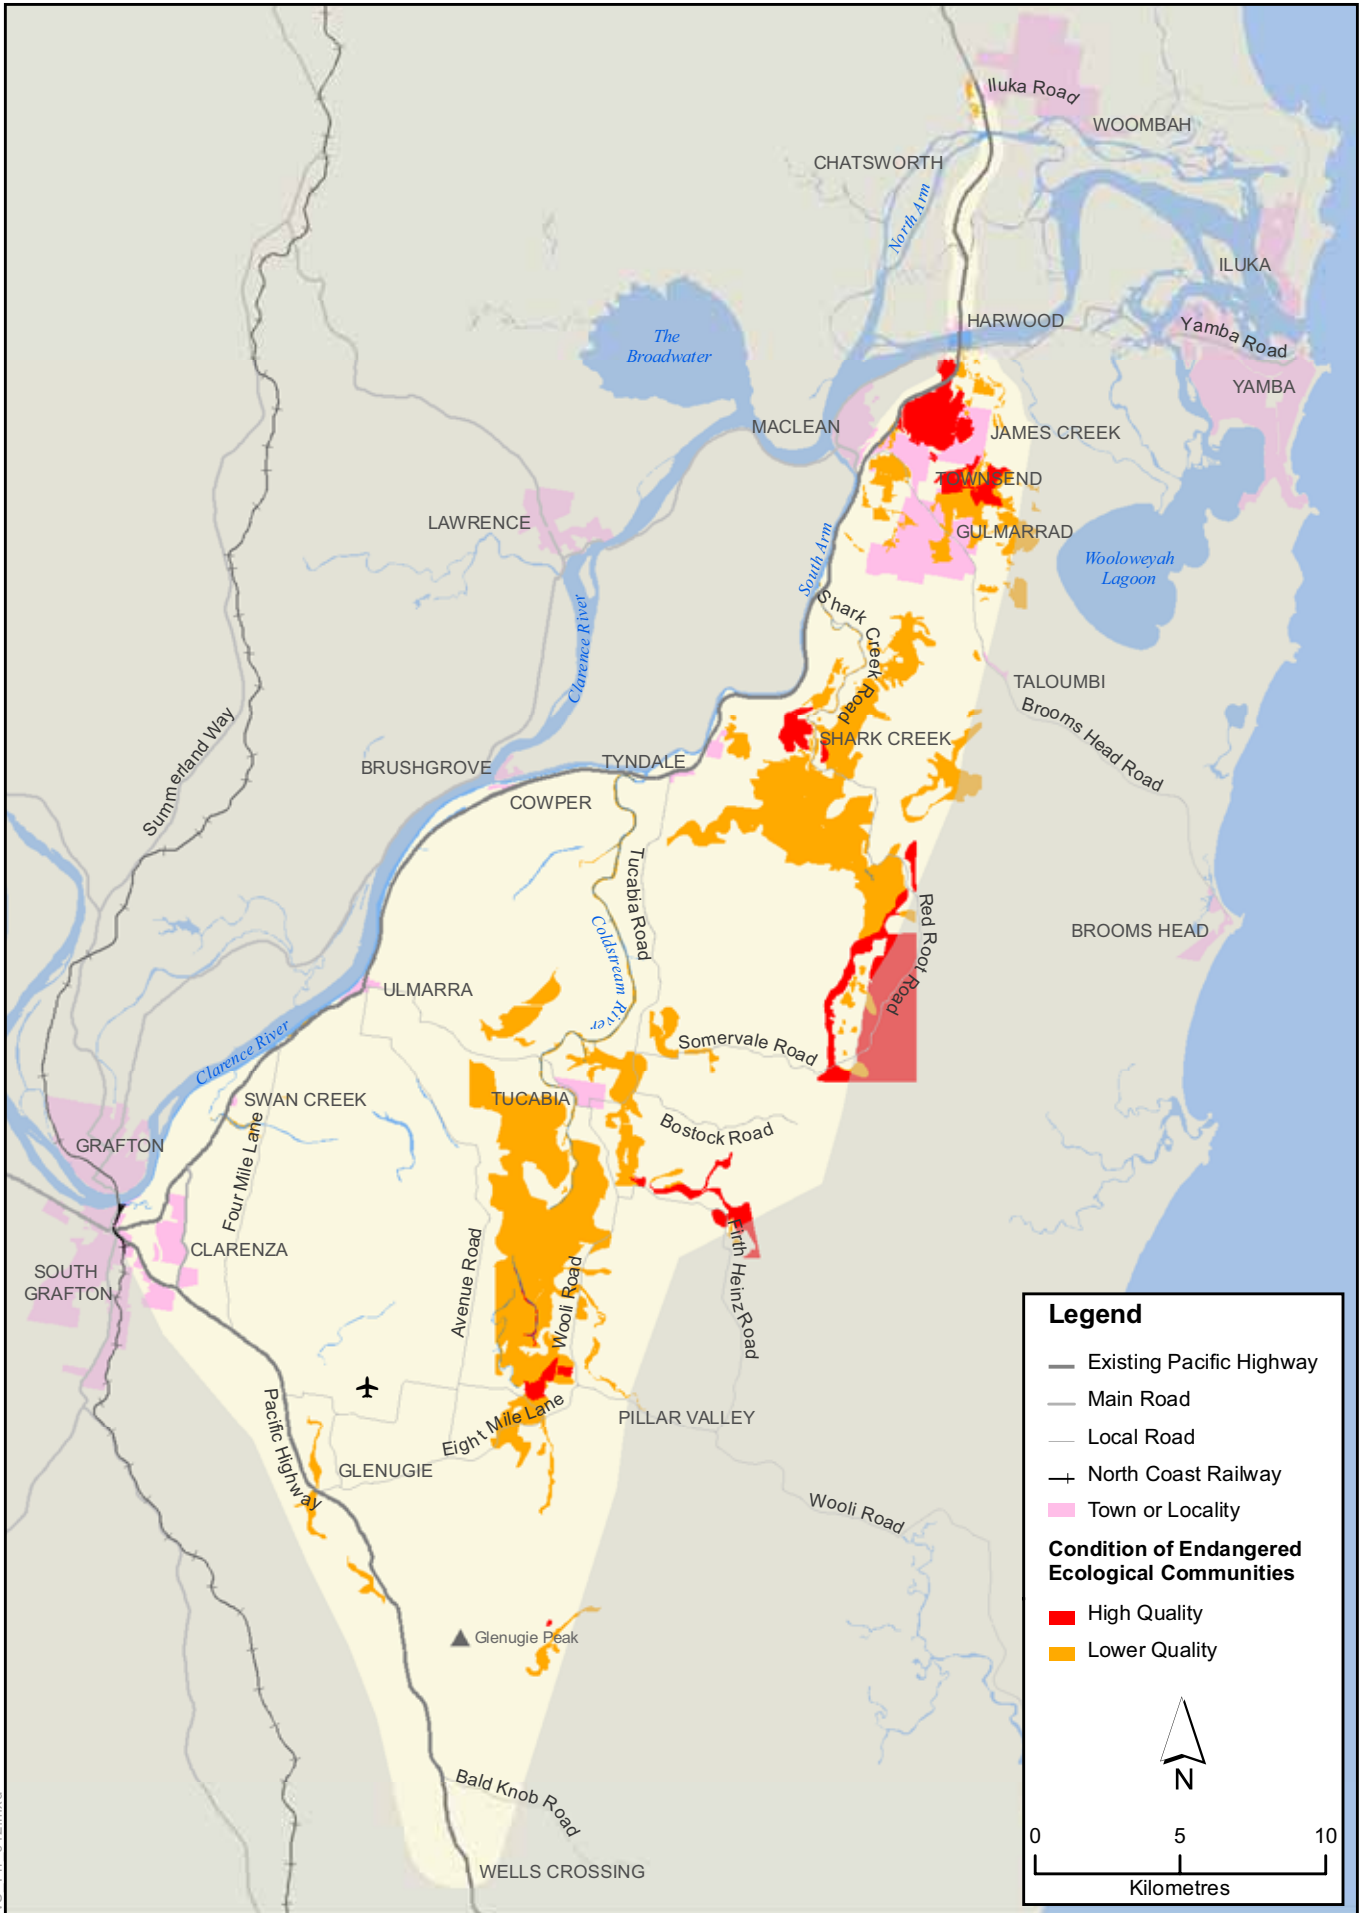 Iluka Road
WOOMBAH
CHATSWORTH
North Arm
ILUKA
HARWOOD
Yamba Road
The
Broadwater
YAMBA
MACLEAN
JAMES CREEK
TOWNSEND
LAWRENCE
GULMARRAD
South Arm
Wooloweyah
Lagoon
Clarence River
Shark Creek Road
TALOUMBI
Brooms Head Road
Summerland Way
SHARK CREEK
BRUSHGROVE
TYNDALE
COWPER
Tucabia Road
Red Root Road
BROOMS HEAD
Coldstream River
ULMARRA
Clarence River
Somervale Road
SWAN CREEK
TUCABIA
Bostock Road
GRAFTON
Four Mile Lane
CLARENZA
SOUTH
GRAFTON
Avenue Road
Wooli Road
Firth Heinz Road
Pacific Highway
Eight Mile Lane
PILLAR VALLEY
GLENUGIE
Wooli Road
Glenugie Peak
Bald Knob Road
WELLS CROSSING
Legend
Existing Pacific Highway
Main Road
Local Road
North Coast Railway
Town or Locality
Condition of Endangered
Ecological Communities
High Quality
Lower Quality
N
0 5 10
Kilometres